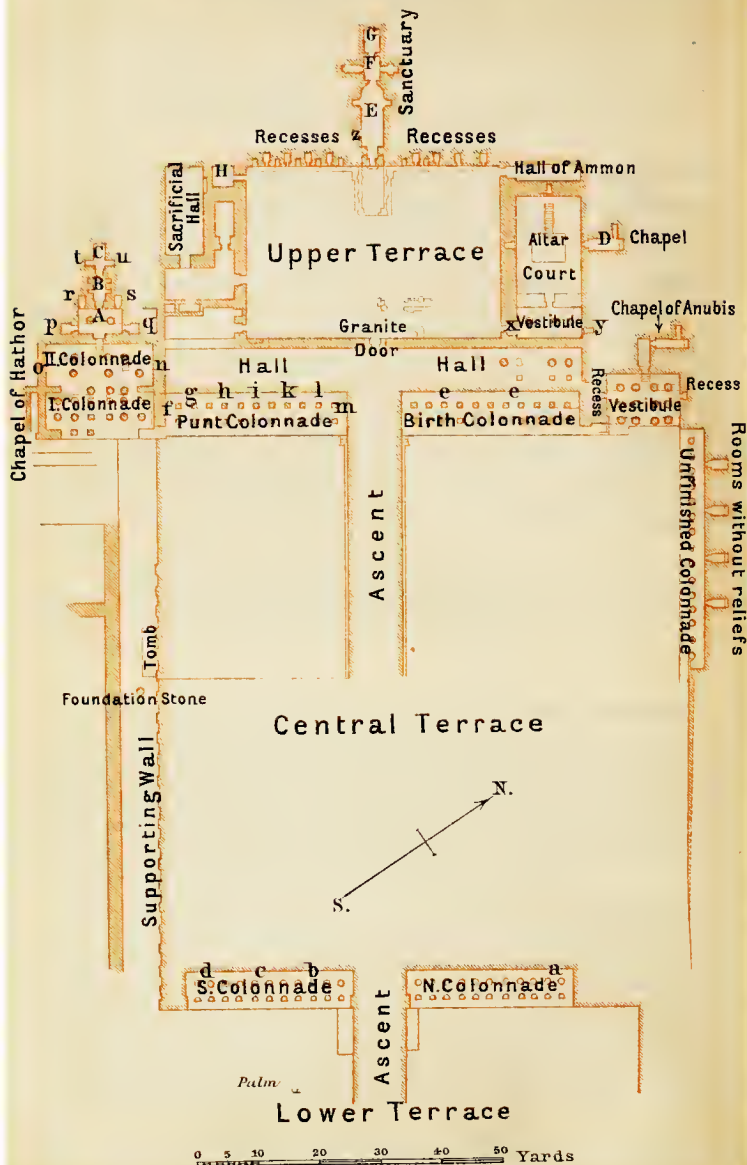 G
F
E
Sanctuary
z
Recesses
Recesses
H
Hall of Ammon
Sacrificial Hall
Upper Terrace
Altar
Court
D
Chapel
t C u
B
r s
A
p q
Chapel of Anubis
Granite
Door
x Vestibule y
Chapel of Hathor
o II.Colonnade n
I.Colonnade
Hall
Hall
Recess
Vestibule
Recess
f g h i k l m
e e
Punt Colonnade
Birth Colonnade
Ascent
Unfinished Colonnade
Rooms without reliefs
Tomb
Foundation Stone
Central Terrace
Supporting Wall
N.
S.
d c b
a
S.Colonnade
N.Colonnade
Ascent
Palm
Lower Terrace
0 5 10 20 30 40 50 Yards